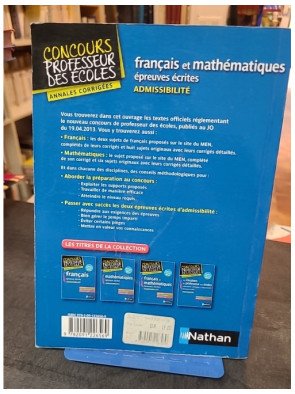 CONCOURS
PROFESSEUR
DES ÉCOLES
ANNALES CORRIGÉES
français et mathématiques
épreuves écrites
ADMISSIBILITÉ
Vous trouverez dans cet ouvrage les textes officiels réglementant
le nouveau concours de professeur des écoles, publiés au JO
du 19.04.2013. Vous y trouverez aussi :
• Français : les deux sujets de français proposés sur le site du MEN,
complétés de leurs corrigés et huit sujets originaux avec leurs corrigés détaillés.
• Mathématiques : le sujet proposé sur le site du MEN, complété
de son corrigé et six sujets originaux avec leurs corrigés détaillés.
Et dans chacune des disciplines, des conseils méthodologiques pour :
• Aborder la préparation au concours :
- Exploiter les supports proposés.
- Travailler de manière efficace
- Atteindre le niveau requis.
• Passer avec succès les deux épreuves écrites d'admissibilité :
- Répondre aux exigences des épreuves
- Bien gérer le temps imparti
- Éviter certains pièges
- Mettre en valeur vos connaissances.
LES TITRES DE LA COLLECTION
français
mathématiques
français
mathématiques
Nathan